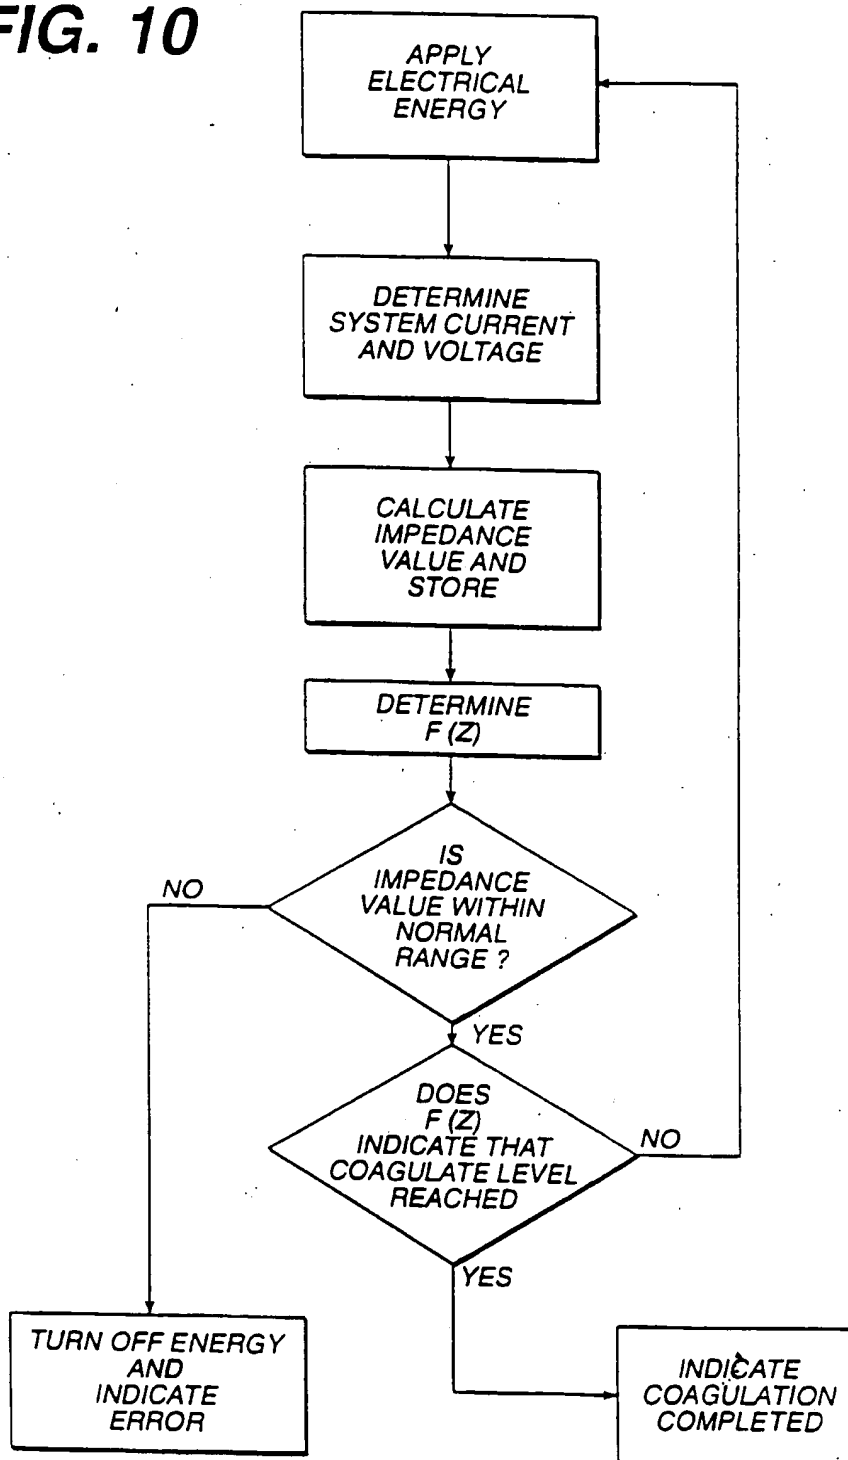 FIG. 10
APPLY
ELECTRICAL
ENERGY
DETERMINE
SYSTEM CURRENT
AND VOLTAGE
CALCULATE
IMPEDANCE
VALUE AND
STORE
DETERMINE
F (Z)
IS
IMPEDANCE
VALUE WITHIN
NORMAL
RANGE ?
NO
YES
DOES
F (Z)
INDICATE THAT
COAGULATE LEVEL
REACHED
NO
YES
TURN OFF ENERGY
AND
INDICATE
ERROR
INDICATE
COAGULATION
COMPLETED